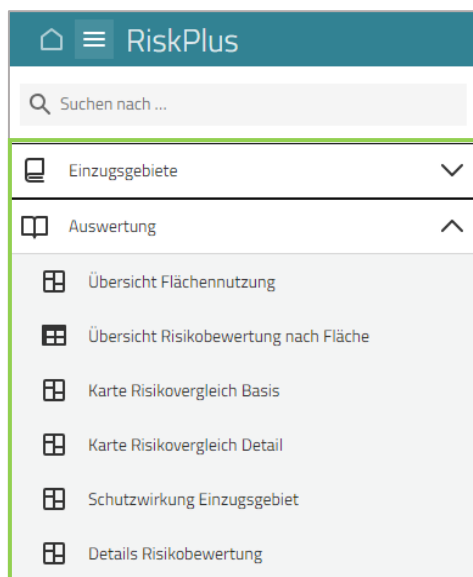 RiskPlus
Suchen nach ...
Einzugsgebiete
Auswertung
Übersicht Flächennutzung
Übersicht Risikobewertung nach Fläche
Karte Risikovergleich Basis
Karte Risikovergleich Detail
Schutzwirkung Einzugsgebiet
Details Risikobewertung